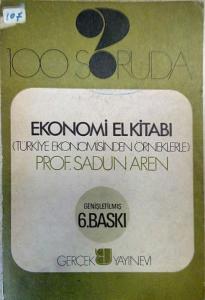 107
100 SORUDA
EKONOMİ EL KİTABI
(TÜRKİYE EKONOMİSİNDEN ÖRNEKLERLE)
PROF. SADUN AREN
GENİŞLETİLMİŞ
6.BASKI
GERÇEK YAYINEVİ